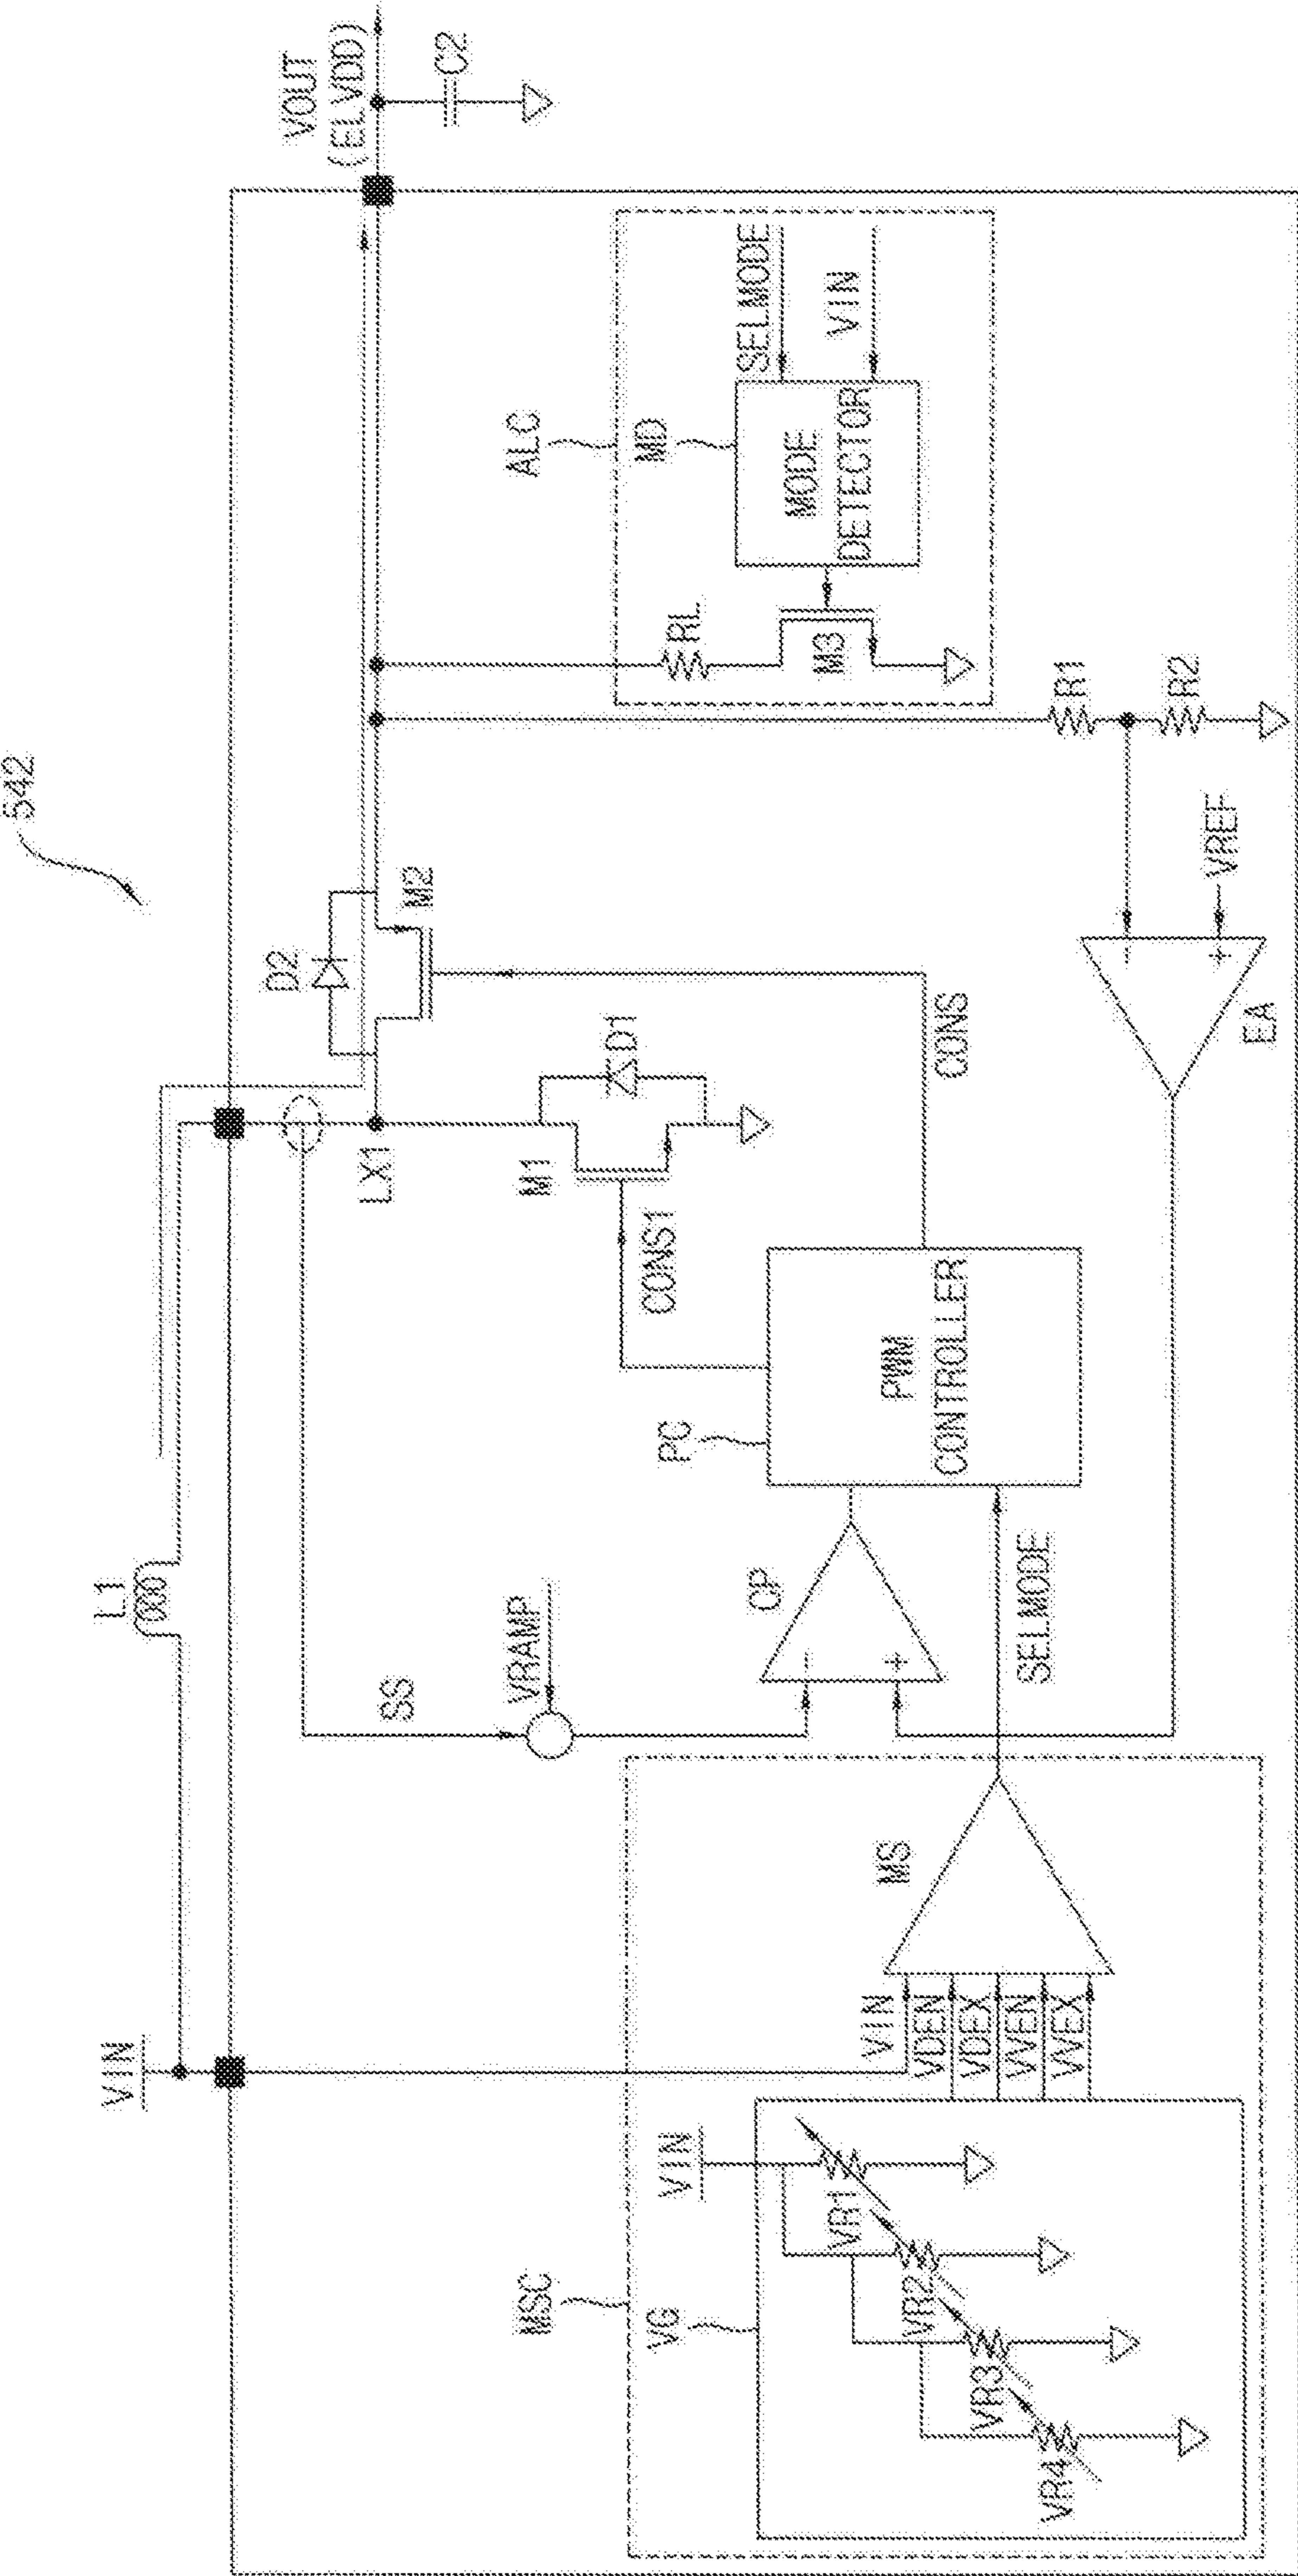 542
VIN
L1
VOUT
(ELVDD)
C2
D2
M2
LX1
SS
VRAMP
M1
D1
CONS1
CONS
ALC
MD
RL
M3
MODE
DETECTOR
SELMODE
VIN
PC
PWM
CONTROLLER
CP
-
+
SELMODE
R1
R2
VREF
-
+
EA
MSC
VG
VIN
VR1
VR2
VR3
VR4
VIN
VDEN
VDEX
VVEN
VVEX
MS